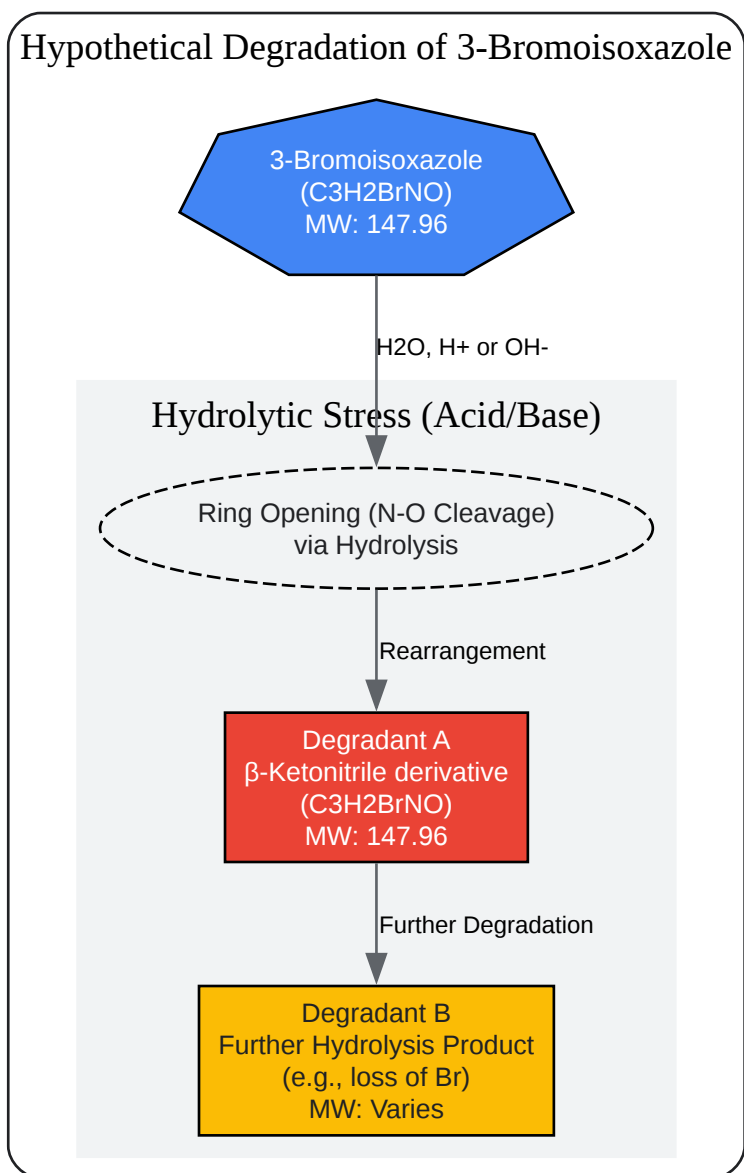 Hypothetical Degradation of 3-Bromoisoxazole
3-Bromoisoxazole
(C3H2BrNO)
MW: 147.96
H2O, H+ or OH-
Hydrolytic Stress (Acid/Base)
Ring Opening (N-O Cleavage)
via Hydrolysis
Rearrangement
Degradant A
β-Ketonitrile derivative
(C3H2BrNO)
MW: 147.96
Further Degradation
Degradant B
Further Hydrolysis Product
(e.g., loss of Br)
MW: Varies